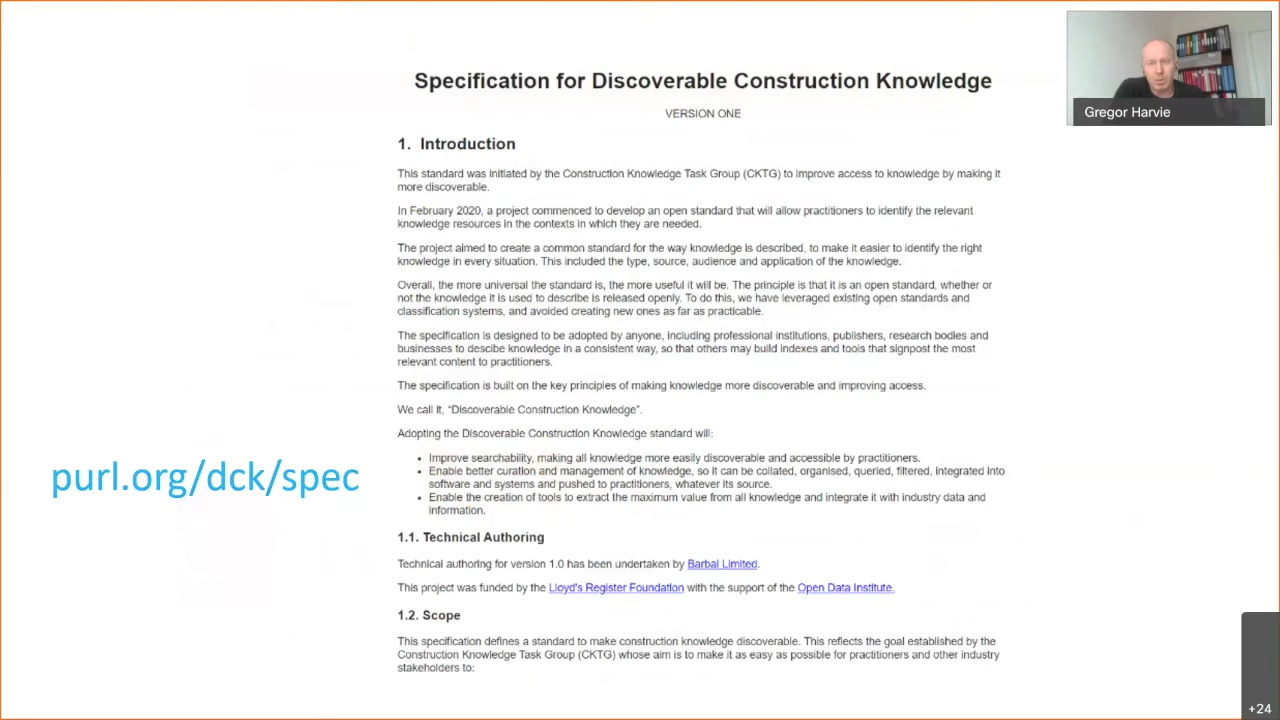 Specification for Discoverable Construction Knowledge
VERSION ONE
Gregor Harvie
1. Introduction
This standard was initiated by the Construction Knowledge Task Group (CKTG) to improve access to knowledge by making it
more discoverable.
In February 2020, a project commenced to develop an open standard that will allow practitioners to identify the relevant
knowledge resources in the contexts in which they are needed.
The project aimed to create a common standard for the way knowledge is described, to make it easier to identify the right
knowledge in every situation. This included the type, source, audience and application of the knowledge.
Overall, the more universal the standard is, the more useful it will be. The principle is that it is an open standard, whether or
not the knowledge it is used to describe is released openly. To do this, we have leveraged existing open standards and
classification systems, and avoided creating new ones as far as practicable.
The specification is designed to be adopted by anyone, including professional institutions, publishers, research bodies and
businesses to descibe knowledge in a consistent way, so that others may build indexes and tools that signpost the most
relevant content to practitioners.
The specification is built on the key principles of making knowledge more discoverable and improving access.
We call it, "Discoverable Construction Knowledge".
Adopting the Discoverable Construction Knowledge standard will:
• Improve searchability, making all knowledge more easily discoverable and accessible by practitioners.
• Enable better curation and management of knowledge, so it can be collated, organised, queried, filtered, integrated into
software and systems and pushed to practitioners, whatever its source.
• Enable the creation of tools to extract the maximum value from all knowledge and integrate it with industry data and
information.
purl.org/dck/spec
1.1. Technical Authoring
Technical authoring for version 1.0 has been undertaken by Barbal Limited.
This project was funded by the Lloyd's Register Foundation with the support of the Open Data Institute.
1.2. Scope
This specification defines a standard to make construction knowledge discoverable. This reflects the goal established by the
Construction Knowledge Task Group (CKTG) whose aim is to make it as easy as possible for practitioners and other industry
stakeholders to:
+24